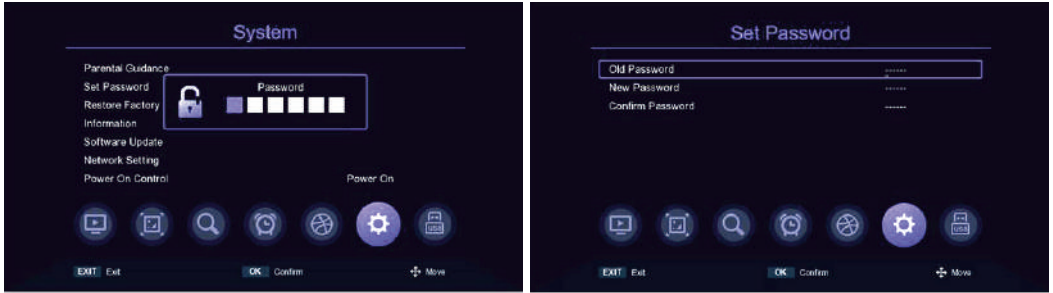 System
Parental Guidance
Set Password
Restore Factory
Information
Software Update
Network Setting
Power On Control Power On
Password
USB
EXIT Exit OK Confirm Move
Set Password
Old Password ------
New Password ------
Confirm Password ------
USB
EXIT Exit OK Confirm Move